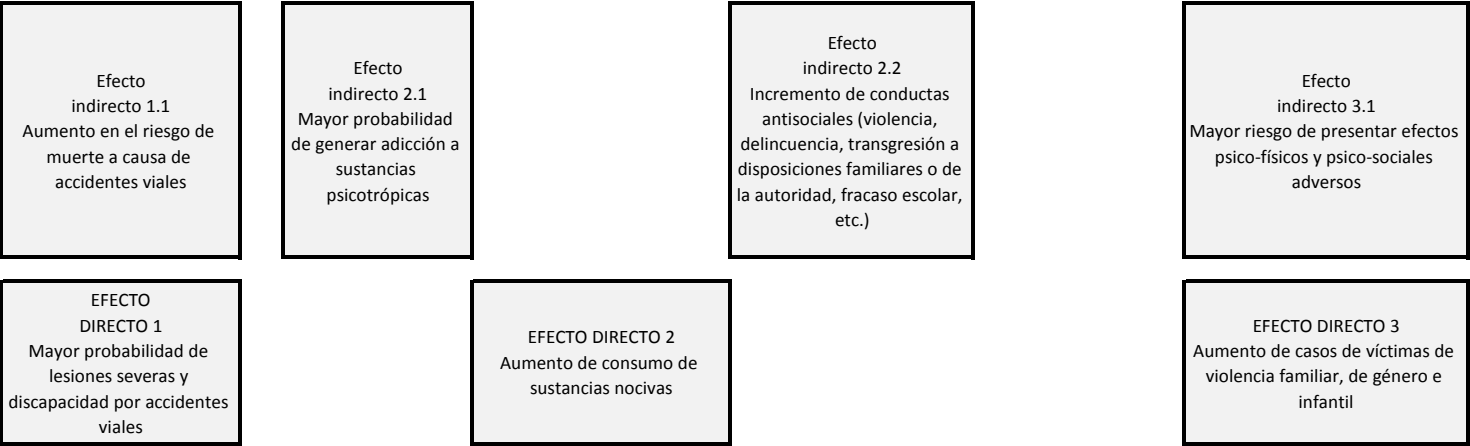 Efecto
indirecto 1.1
Aumento en el riesgo de
muerte a causa de
accidentes viales
Efecto
indirecto 2.1
Mayor probabilidad
de generar adicción a
sustancias
psicotrópicas
Efecto
indirecto 2.2
Incremento de conductas
antisociales (violencia,
delincuencia, transgresión a
disposiciones familiares o de
la autoridad, fracaso escolar,
etc.)
Efecto
indirecto 3.1
Mayor riesgo de presentar efectos
psico-físicos y psico-sociales
adversos
EFECTO
DIRECTO 1
Mayor probabilidad de
lesiones severas y
discapacidad por accidentes
viales
EFECTO DIRECTO 2
Aumento de consumo de
sustancias nocivas
EFECTO DIRECTO 3
Aumento de casos de víctimas de
violencia familiar, de género e
infantil